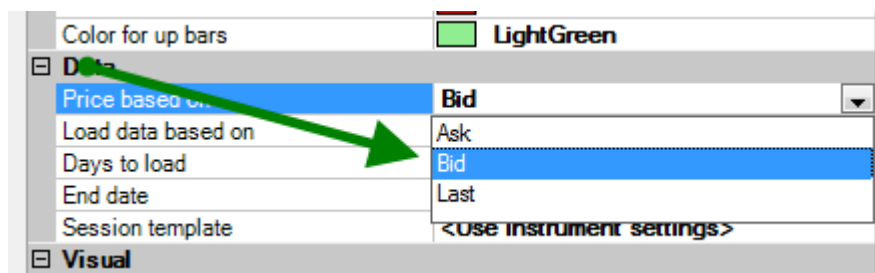 Color for up bars LightGreen
Data
Price based on Bid
Load data based on Ask
Days to load Bid
End date Last
Session template <Use instrument settings>
Visual